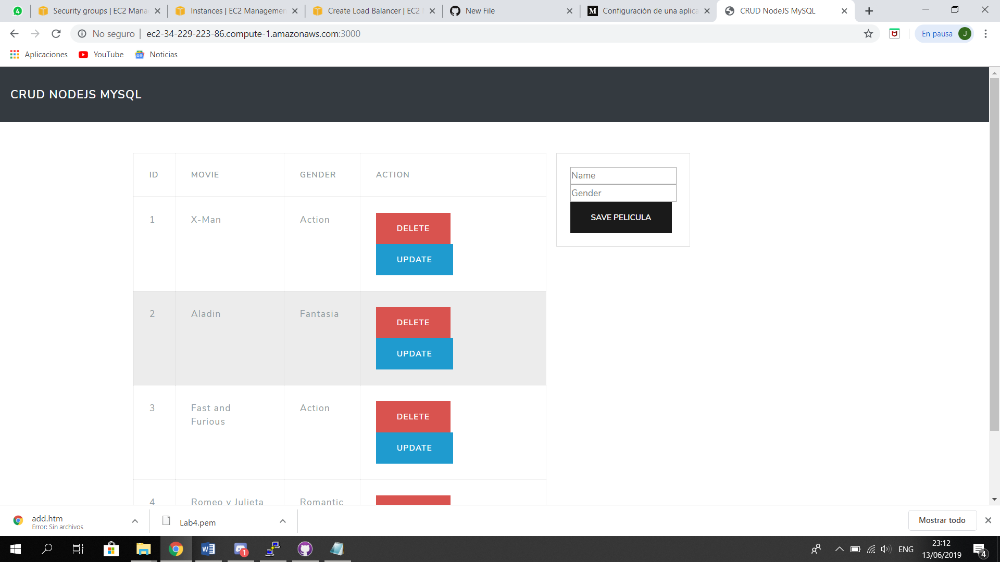 Security groups | EC2 Mana
Instances | EC2 Managemen
Create Load Balancer | EC2
New File
Configuración de una aplica
CRUD NodeJS MySQL
No seguro
ec2-34-229-223-86.compute-1.amazonaws.com:3000
En pausa
J
Aplicaciones
YouTube
Noticias
CRUD NODEJS MYSQL
ID MOVIE GENDER ACTION
Name
Gender
SAVE PELICULA
1 X-Man Action
DELETE
UPDATE
2 Aladin Fantasia
DELETE
UPDATE
3 Fast and Furious Action
DELETE
UPDATE
4 Romeo y Julieta Romantic
add.htm
Error: Sin archivos
Lab4.pem
Mostrar todo
1
ENG
23:12
13/06/2019
4